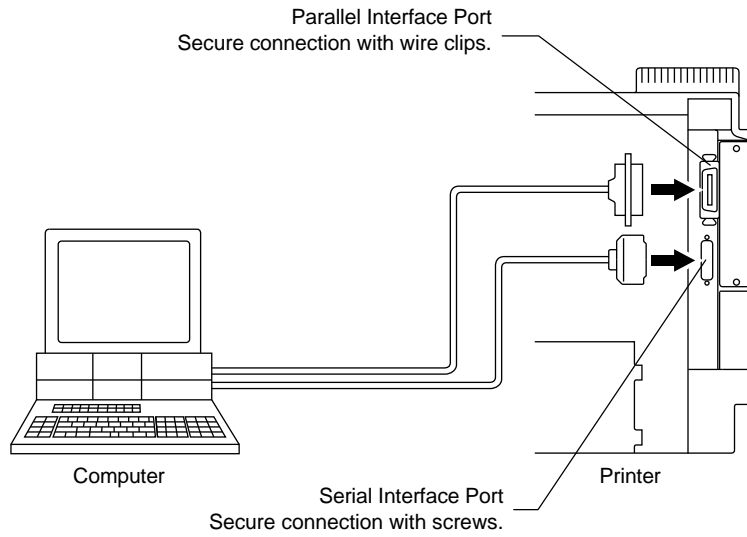 Parallel Interface Port
Secure connection with wire clips.
Computer
Printer
Serial Interface Port
Secure connection with screws.